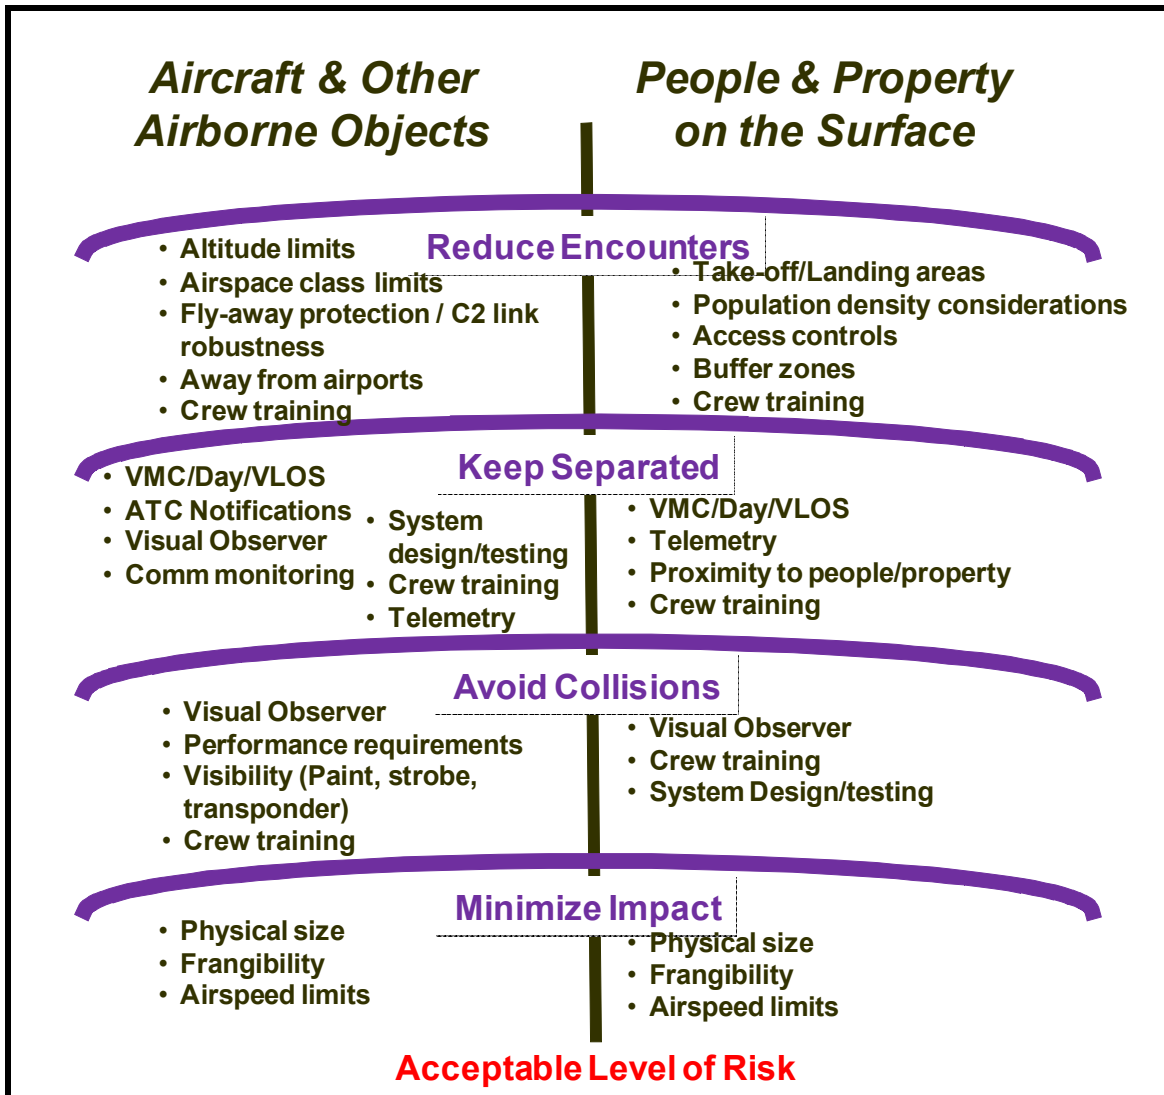 Aircraft & Other
Airborne Objects
People & Property
on the Surface
Reduce Encounters
• Altitude limits
• Airspace class limits
• Fly-away protection / C2 link
robustness
• Away from airports
• Crew training
• Take-off/Landing areas
• Population density considerations
• Access controls
• Buffer zones
• Crew training
Keep Separated
• VMC/Day/VLOS
• ATC Notifications
• Visual Observer
• Comm monitoring
• System
design/testing
• Crew training
• Telemetry
• VMC/Day/VLOS
• Telemetry
• Proximity to people/property
• Crew training
Avoid Collisions
• Visual Observer
• Performance requirements
• Visibility (Paint, strobe,
transponder)
• Crew training
• Visual Observer
• Crew training
• System Design/testing
Minimize Impact
• Physical size
• Frangibility
• Airspeed limits
• Physical size
• Frangibility
• Airspeed limits
Acceptable Level of Risk